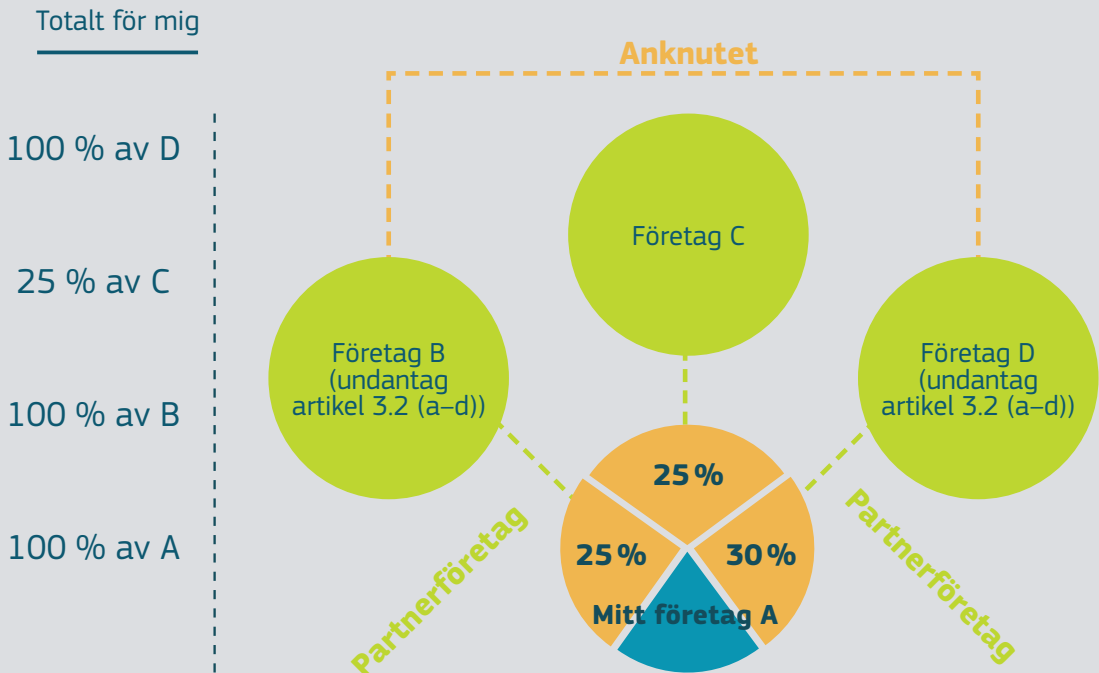 Totalt för mig
100 % av D
25 % av C
100 % av B
100 % av A
Anknutet
Företag C
Företag B
(undantag
artikel 3.2 (a–d))
Företag D
(undantag
artikel 3.2 (a–d))
25 %
25 %
30 %
Mitt företag A
Partnerföretag
Partnerföretag